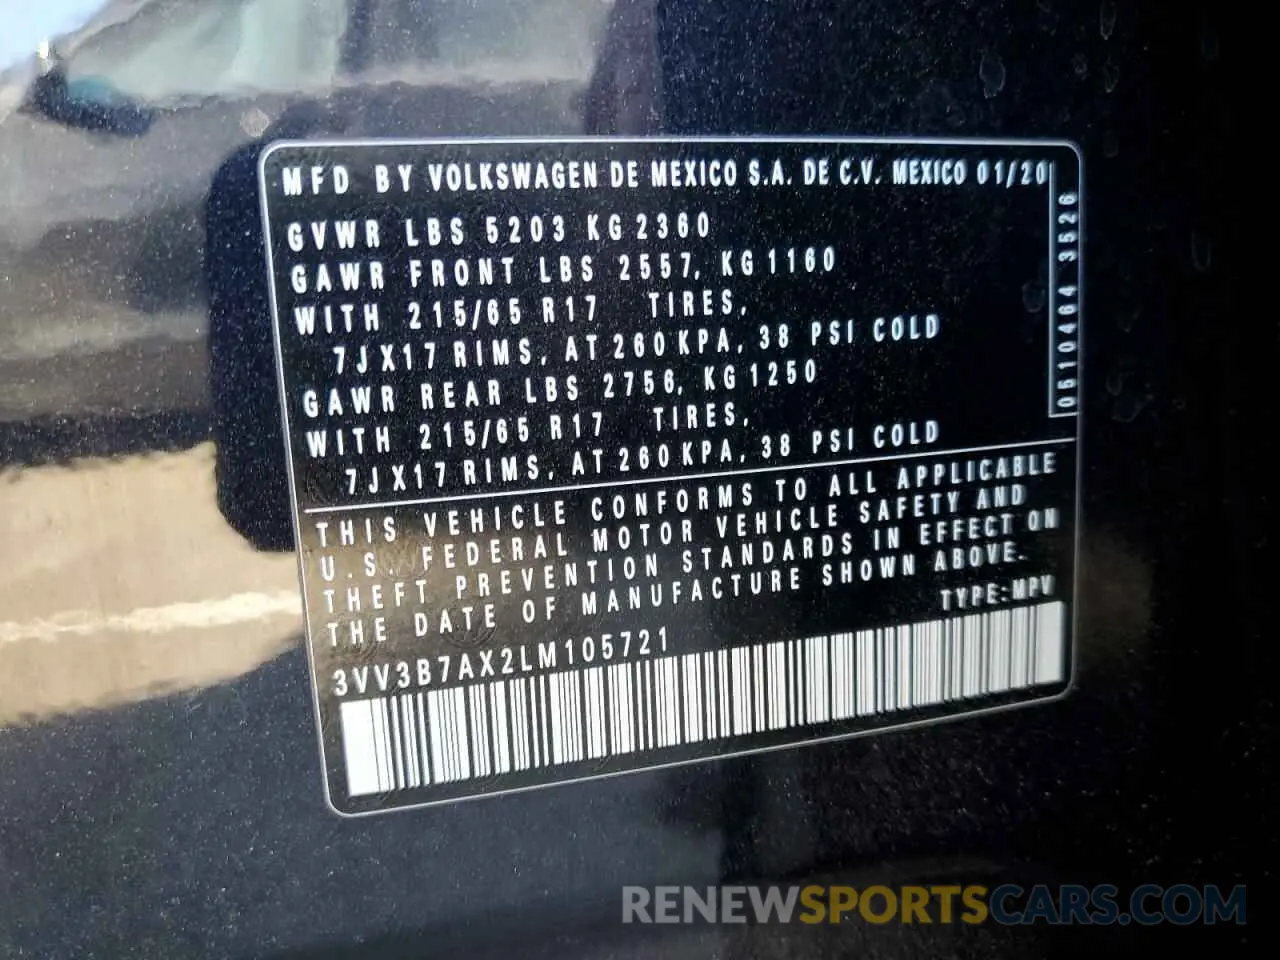 MFD BY VOLKSWAGEN DE MEXICO S.A. DE C.V. MEXICO 01/20
GVWR LBS 5203 KG 2360
GAWR FRONT LBS 2557, KG 1160
WITH 215/65 R17 TIRES,
7JX17 RIMS, AT 260 KPA, 38 PSI COLD
GAWR REAR LBS 2756, KG 1250
WITH 215/65 R17 TIRES,
7JX17 RIMS, AT 260 KPA, 38 PSI COLD
0510464 3526
THIS VEHICLE CONFORMS TO ALL APPLICABLE
U.S. FEDERAL MOTOR VEHICLE SAFETY AND
THEFT PREVENTION STANDARDS IN EFFECT ON
THE DATE OF MANUFACTURE SHOWN ABOVE.
TYPE:MPV
3VV3B7AX2LM105721
RENEWSPORTSCARS.COM